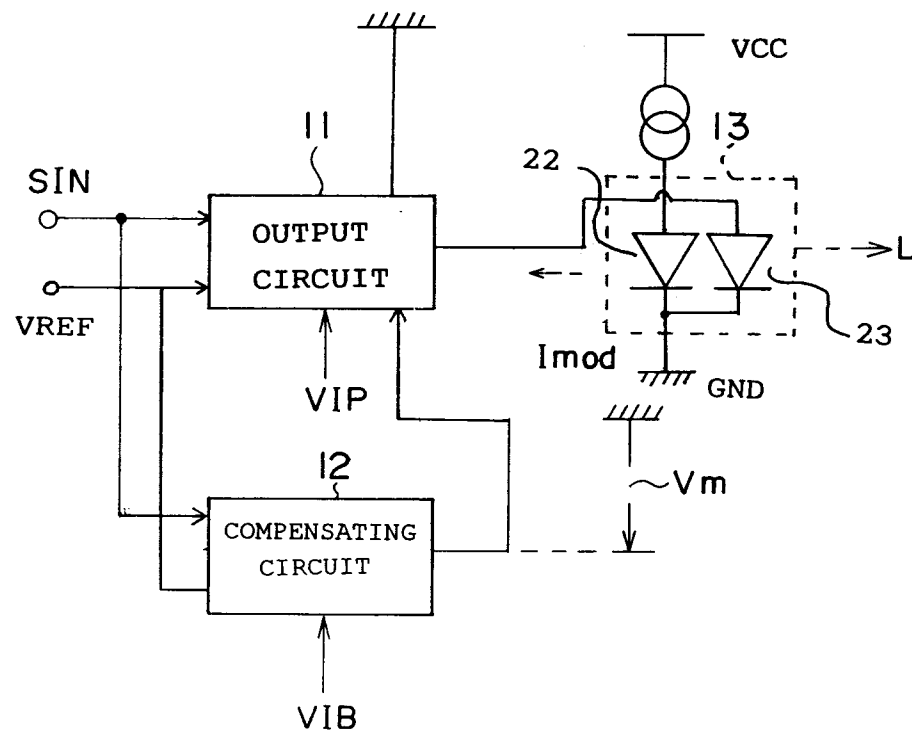 VCC
11
13
22
SIN
OUTPUT
CIRCUIT
L
VREF
23
Imod
VIP
GND
12
Vm
COMPENSATING
CIRCUIT
VIB